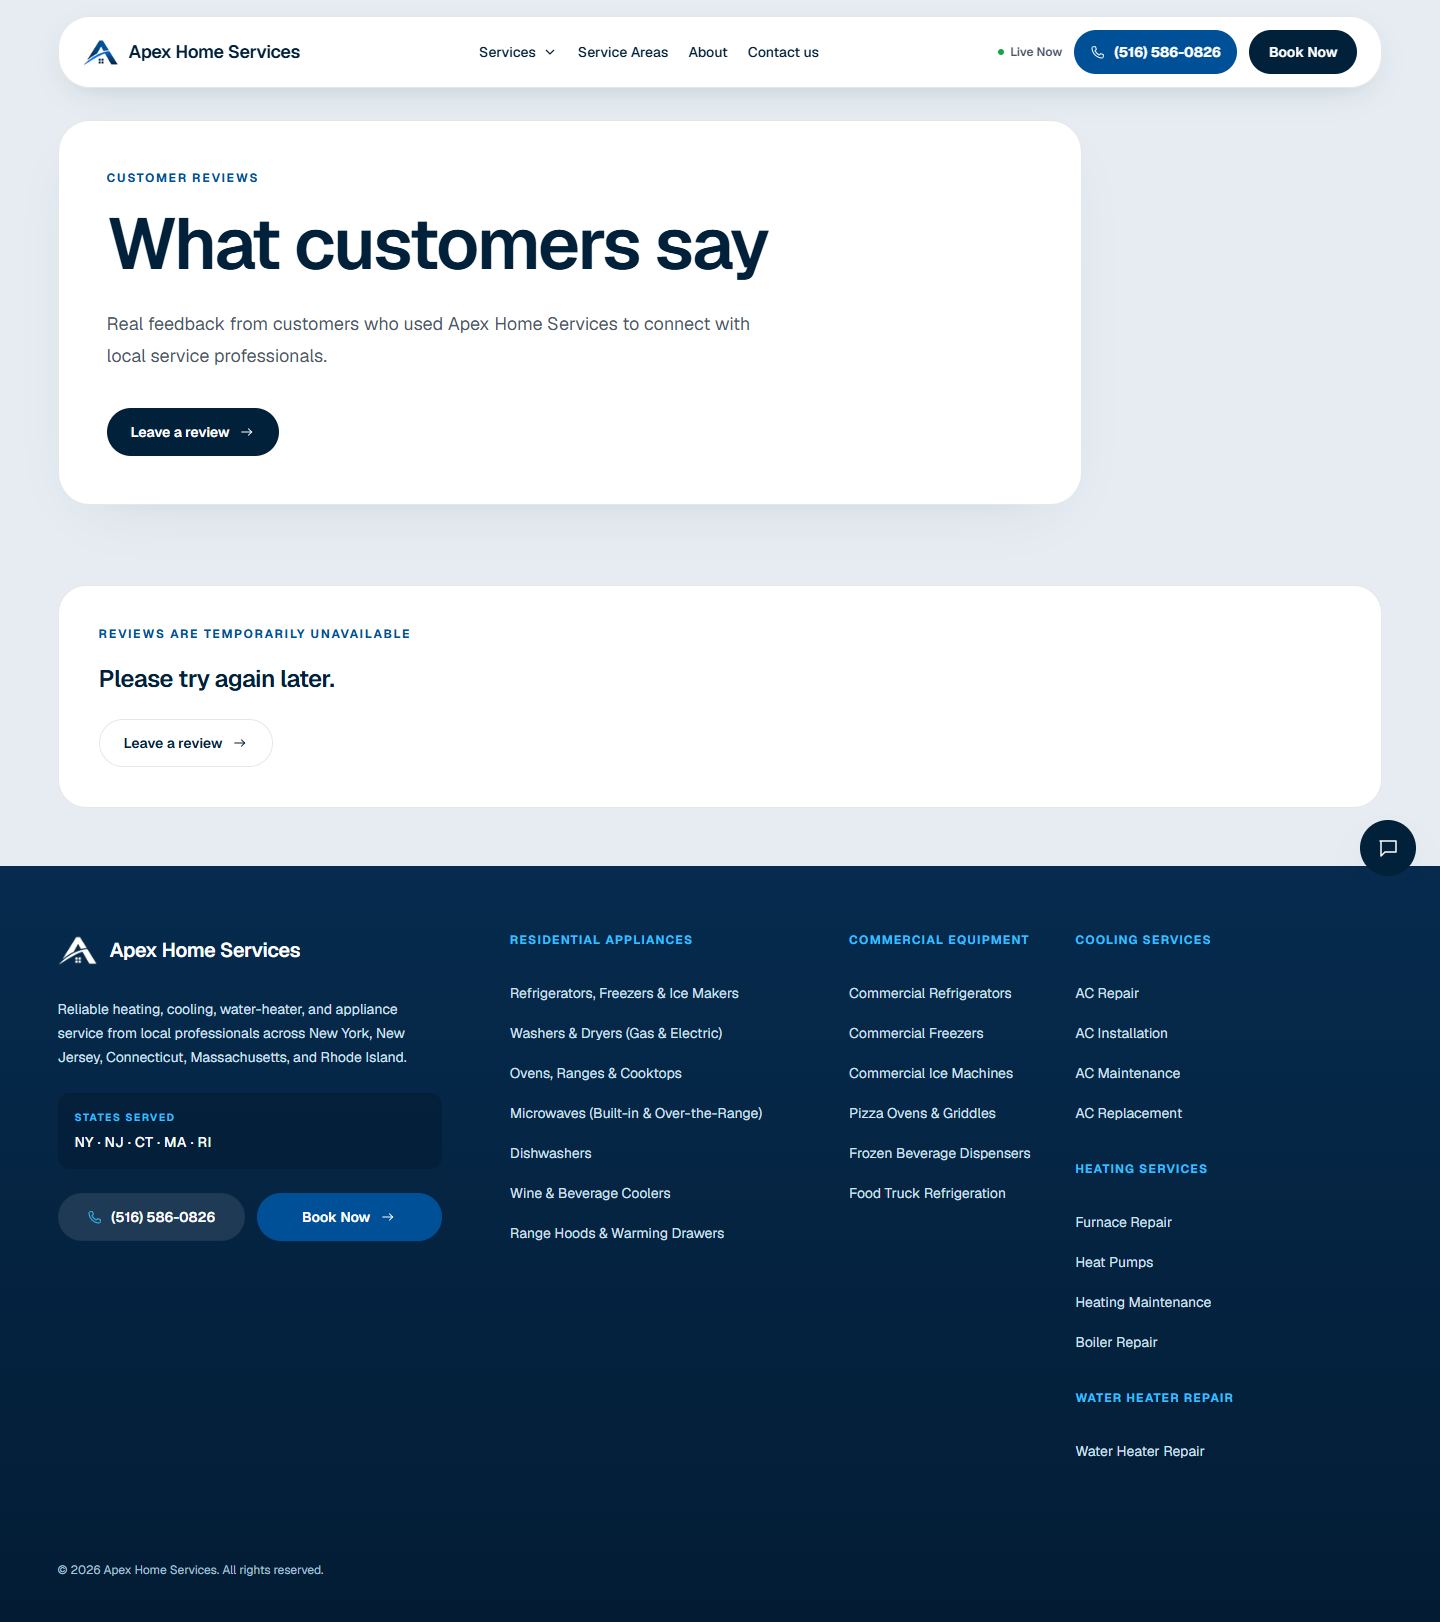 Apex Home Services
Services
Service Areas
About
Contact us
Live Now
(516) 586-0826
Book Now
CUSTOMER REVIEWS
What customers say
Real feedback from customers who used Apex Home Services to connect with
local service professionals.
Leave a review
REVIEWS ARE TEMPORARILY UNAVAILABLE
Please try again later.
Leave a review
Apex Home Services
Reliable heating, cooling, water-heater, and appliance
service from local professionals across New York, New
Jersey, Connecticut, Massachusetts, and Rhode Island.
STATES SERVED
NY · NJ · CT · MA · RI
(516) 586-0826
Book Now
RESIDENTIAL APPLIANCES
Refrigerators, Freezers & Ice Makers
Washers & Dryers (Gas & Electric)
Ovens, Ranges & Cooktops
Microwaves (Built-in & Over-the-Range)
Dishwashers
Wine & Beverage Coolers
Range Hoods & Warming Drawers
COMMERCIAL EQUIPMENT
Commercial Refrigerators
Commercial Freezers
Commercial Ice Machines
Pizza Ovens & Griddles
Frozen Beverage Dispensers
Food Truck Refrigeration
COOLING SERVICES
AC Repair
AC Installation
AC Maintenance
AC Replacement
HEATING SERVICES
Furnace Repair
Heat Pumps
Heating Maintenance
Boiler Repair
WATER HEATER REPAIR
Water Heater Repair
© 2026 Apex Home Services. All rights reserved.